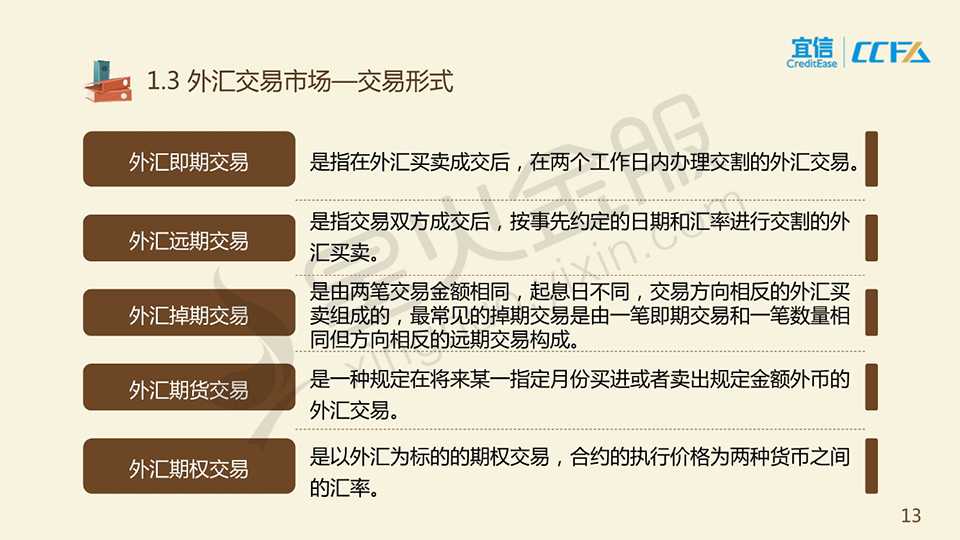 宜信
CreditEase
CCFA
1.3 外汇交易市场—交易形式
外汇即期交易
是指在外汇买卖成交后，在两个工作日内办理交割的外汇交易。
外汇远期交易
是指交易双方成交后，按事先约定的日期和汇率进行交割的外
汇买卖。
外汇掉期交易
是由两笔交易金额相同，起息日不同，交易方向相反的外汇买
卖组成的，最常见的掉期交易是由一笔即期交易和一笔数量相
同但方向相反的远期交易构成。
外汇期货交易
是一种规定在将来某一指定月份买进或者卖出规定金额外币的
外汇交易。
外汇期权交易
是以外汇为标的的期权交易，合约的执行价格为两种货币之间
的汇率。
13